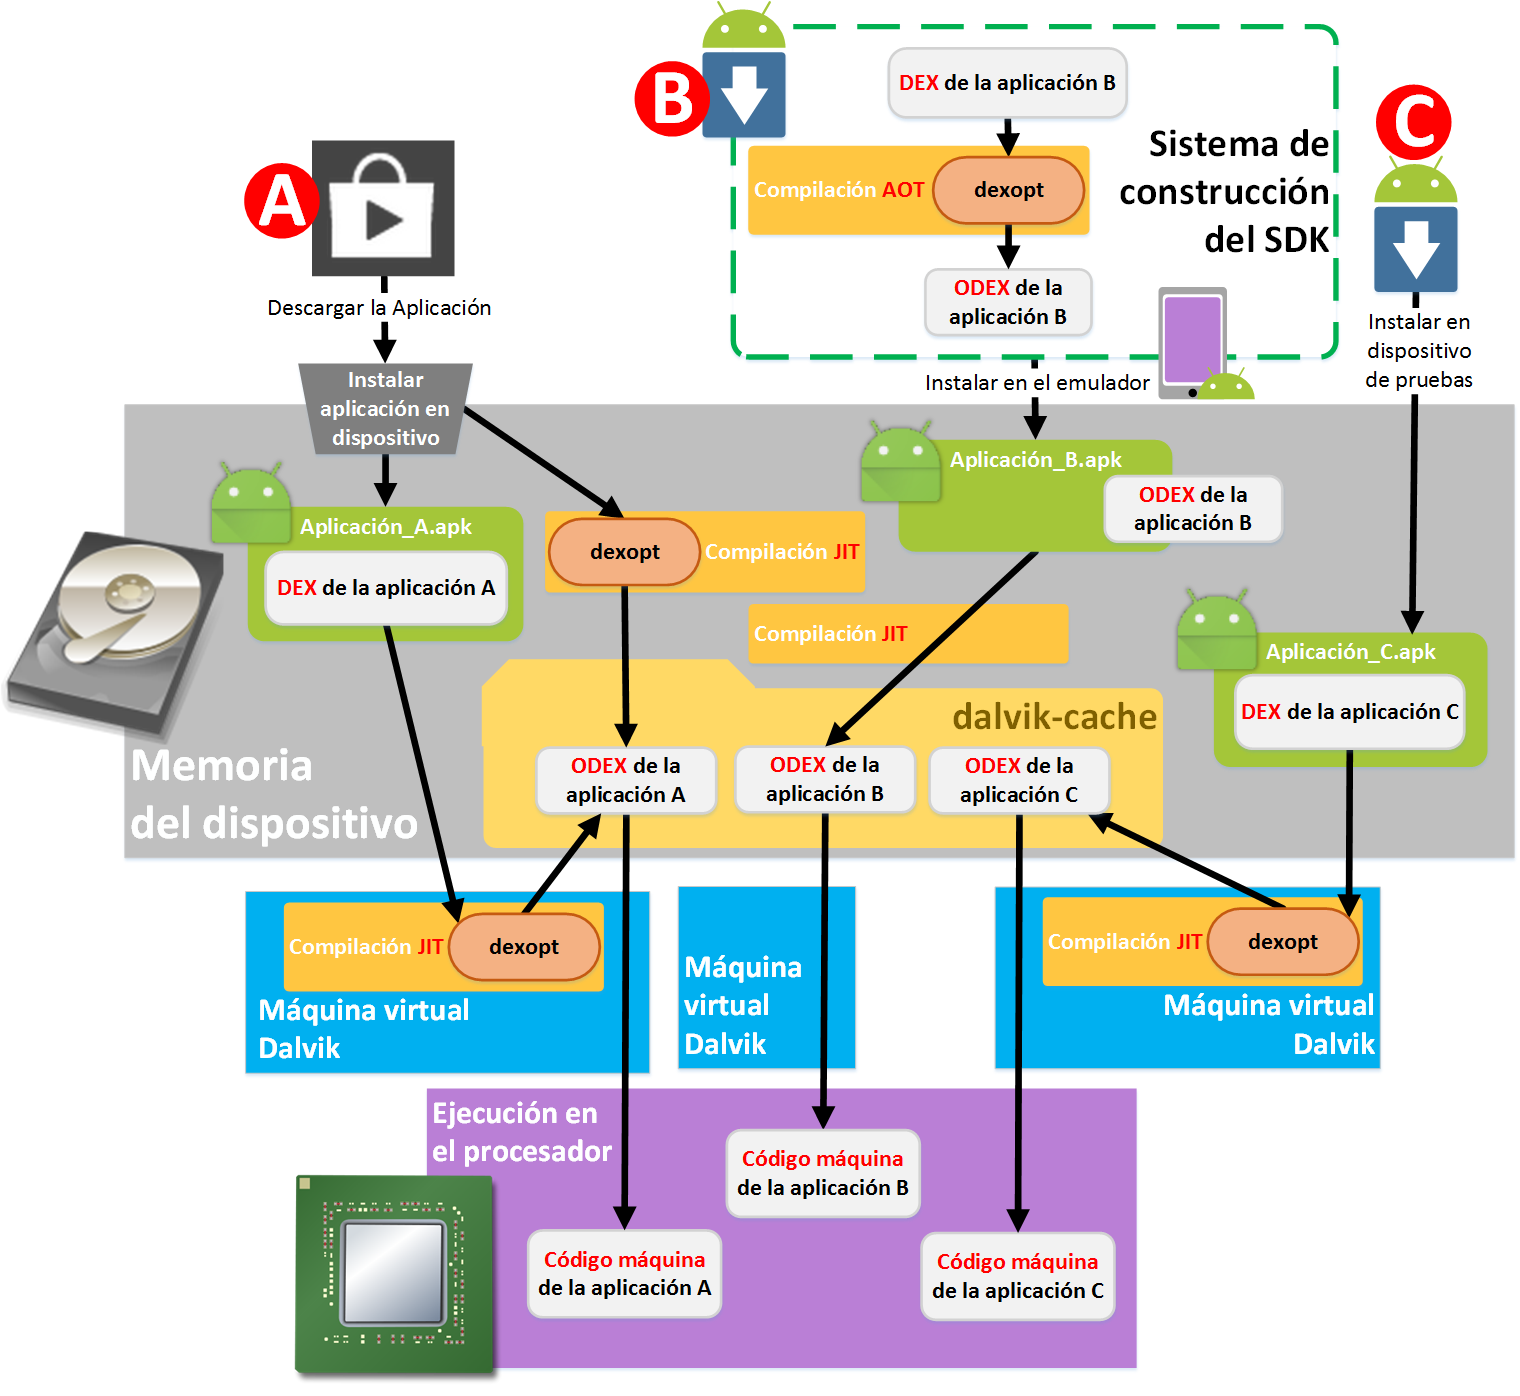 A
Descargar la Aplicación
Instalar
aplicación en
dispositivo
B
DEX de la aplicación B
Compilación AOT
dexopt
ODEX de la
aplicación B
Sistema de
construcción
del SDK
Instalar en el emulador
C
Instalar en
dispositivo
de pruebas
Aplicación_A.apk
DEX de la aplicación A
dexopt
Compilación JIT
Aplicación_B.apk
ODEX de la
aplicación B
Compilación JIT
Aplicación_C.apk
DEX de la aplicación C
Memoria
del dispositivo
dalvik-cache
ODEX de la
aplicación A
ODEX de la
aplicación B
ODEX de la
aplicación C
Compilación JIT
dexopt
Máquina virtual
Dalvik
Máquina
virtual
Dalvik
Compilación JIT
dexopt
Máquina virtual
Dalvik
Ejecución en
el procesador
Código máquina
de la aplicación A
Código máquina
de la aplicación B
Código máquina
de la aplicación C